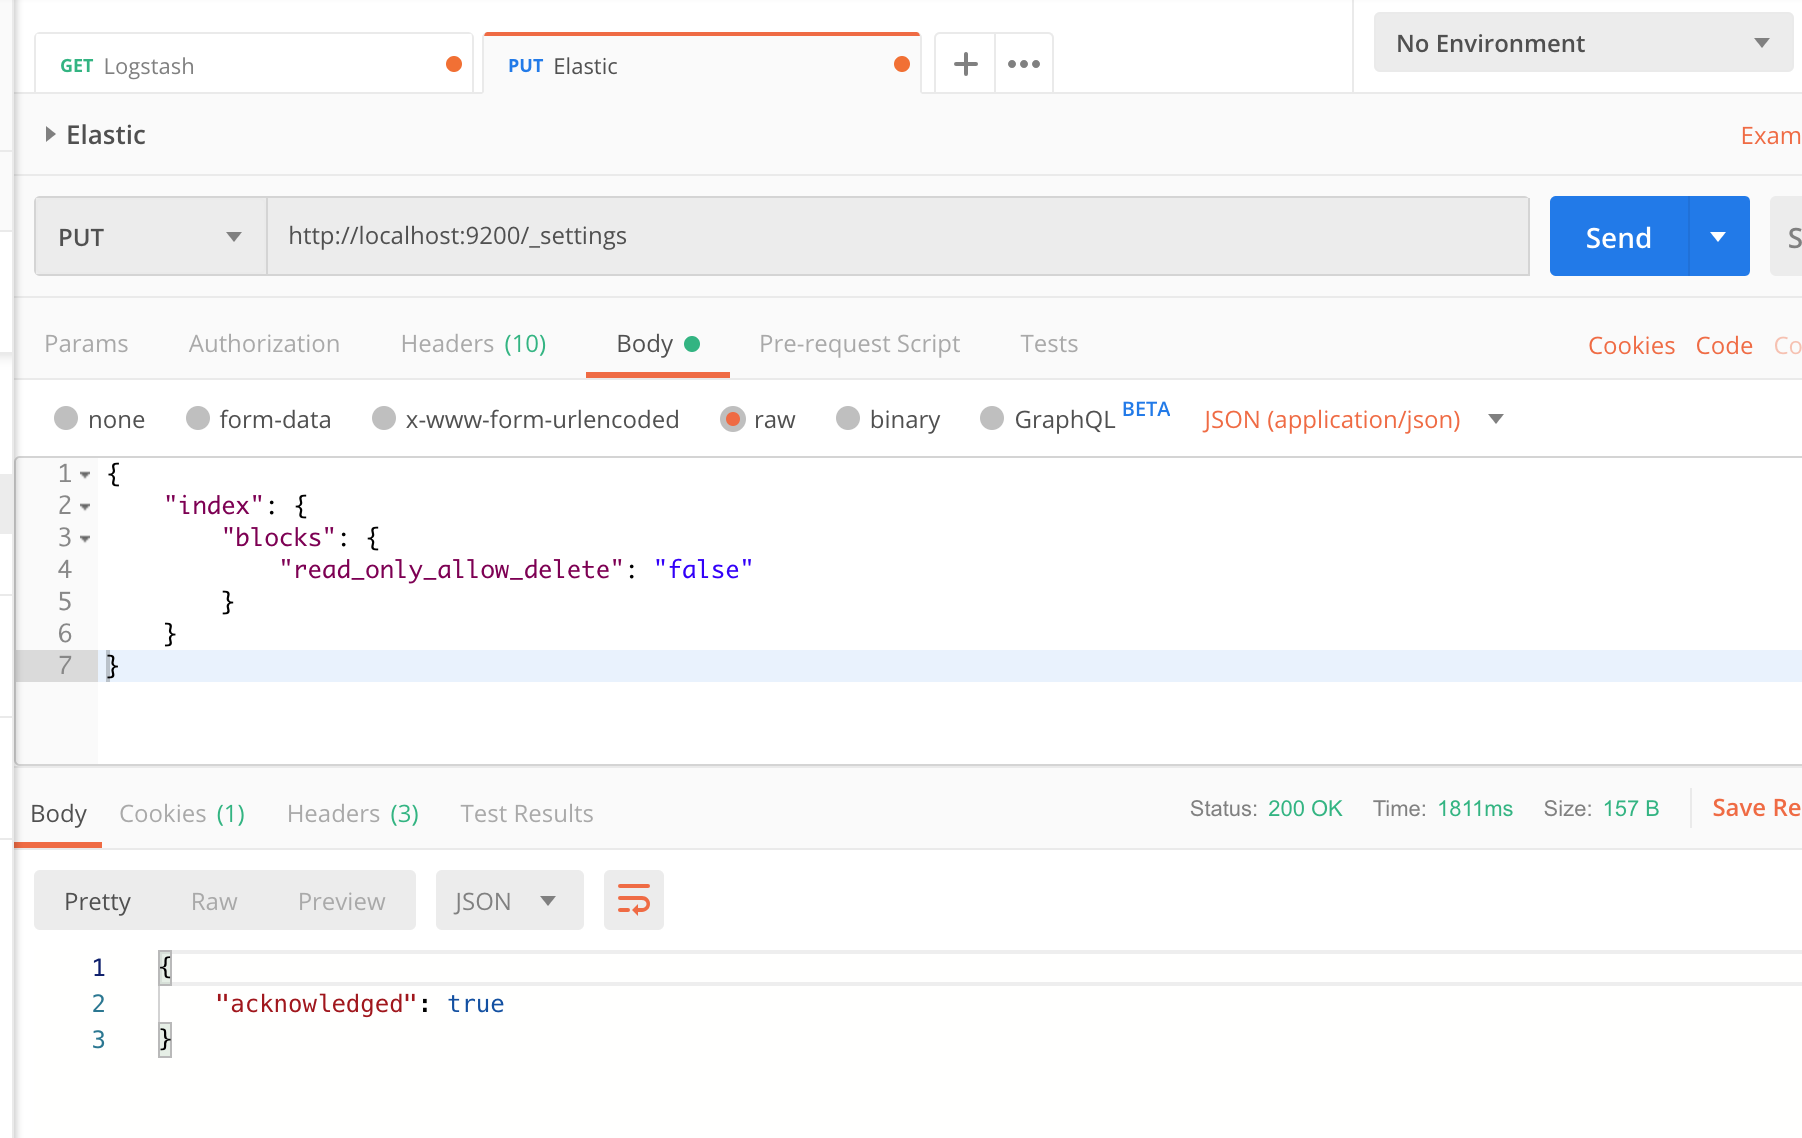 GET Logstash PUT Elastic No Environment
Elastic Exam
PUT http://localhost:9200/_settings Send S
Params Authorization Headers (10) Body Pre-request Script Tests Cookies Code Co
none form-data x-www-form-urlencoded raw binary GraphQL BETA JSON (application/json)
1 {
2 "index": {
3 "blocks": {
4 "read_only_allow_delete": "false"
5 }
6 }
7 }
Body Cookies (1) Headers (3) Test Results Status: 200 OK Time: 1811ms Size: 157 B Save Re
Pretty Raw Preview JSON
1 {
2 "acknowledged": true
3 }